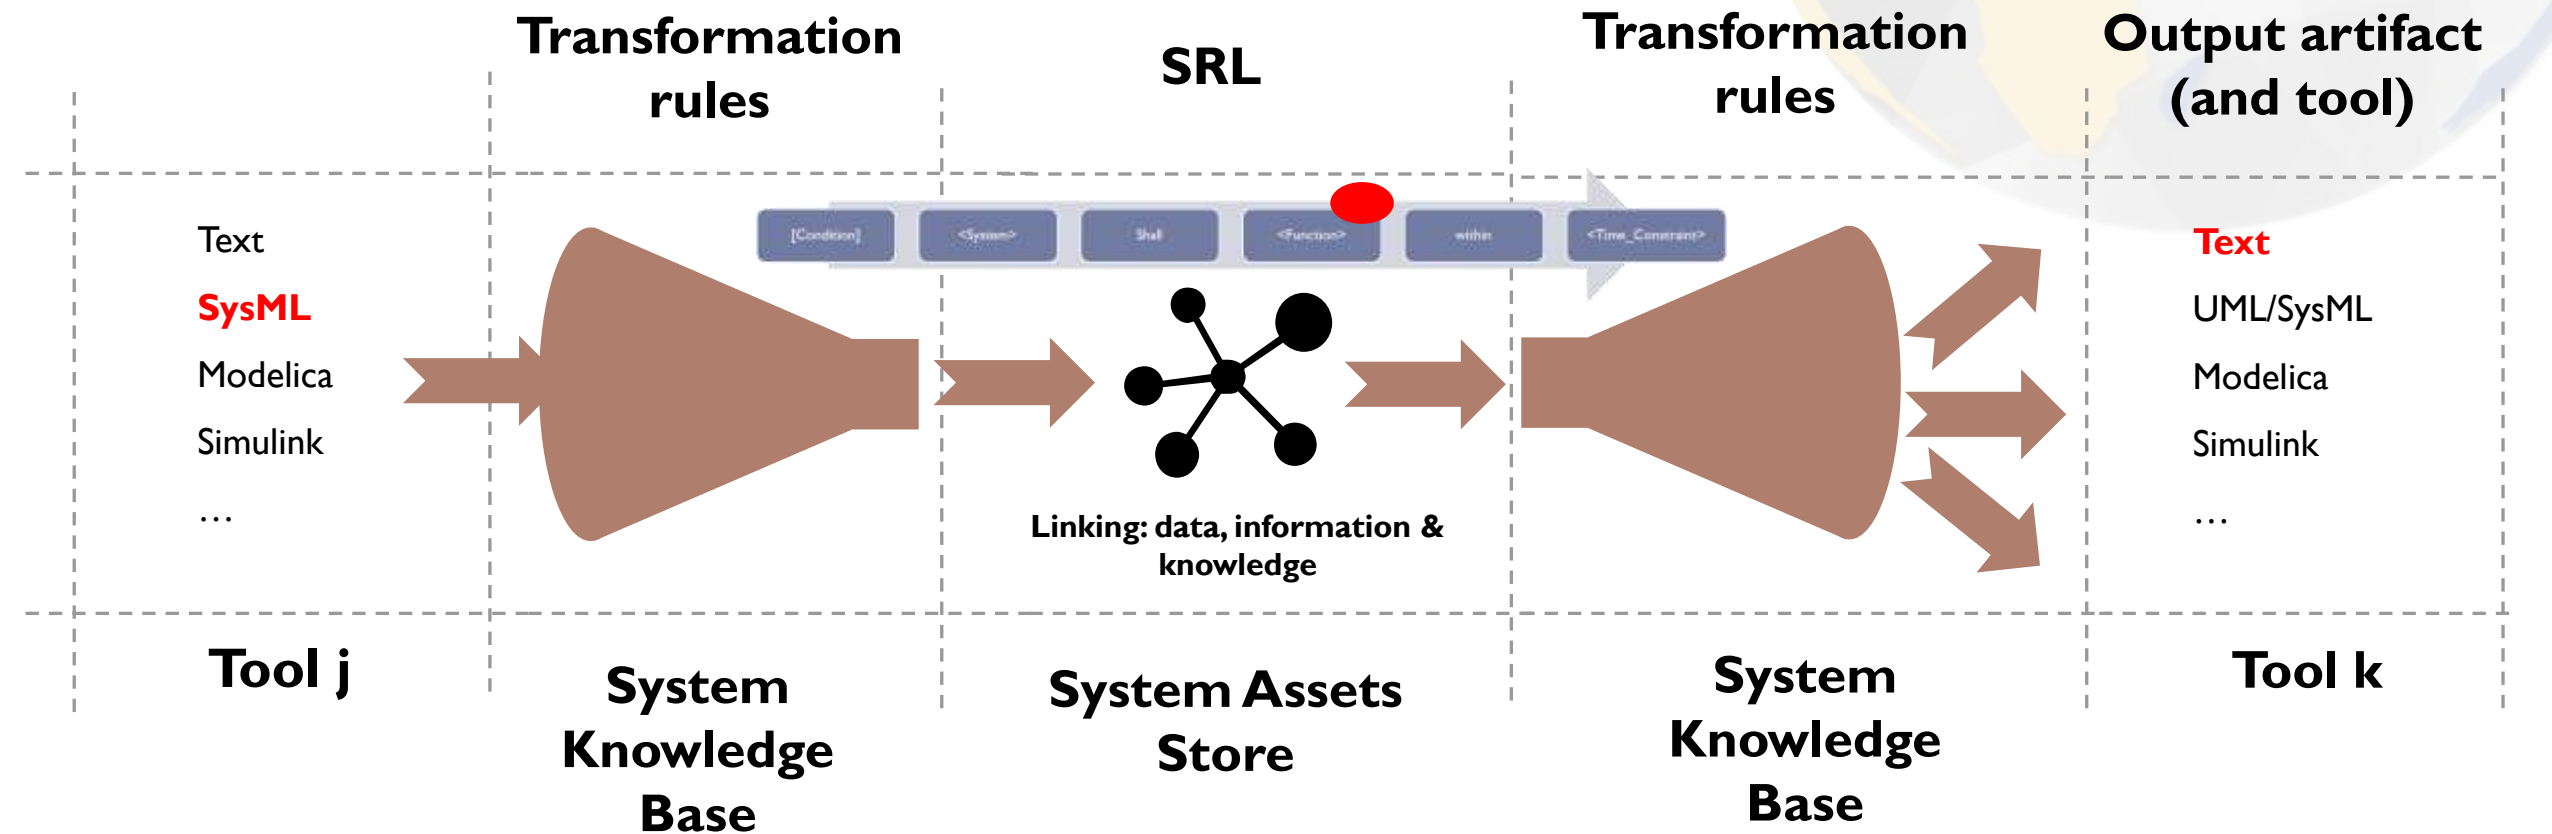 Transformation
rules
SRL
Transformation
rules
Output artifact
(and tool)
[Condition]
<System>
Shall
<Function>
within
<Time_Constraint>
Text
SysML
Modelica
Simulink
…
Linking: data, information &
knowledge
Text
UML/SysML
Modelica
Simulink
…
Tool j
System
Knowledge
Base
System Assets
Store
System
Knowledge
Base
Tool k